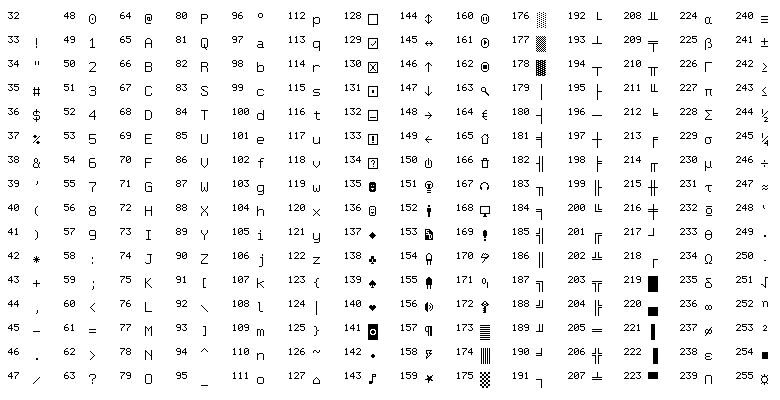 32 48 0 64 @ 80 P 96 ° 112 p 128 ☐ 144 ↕ 160 ⏸ 176 ░ 192 └ 208 ╨ 224 α 240 ≡
33 ! 49 1 65 A 81 Q 97 a 113 q 129 ☑ 145 ↔ 161 ▶ 177 ▒ 193 ┴ 209 ╤ 225 β 241 ±
34 " 50 2 66 B 82 R 98 b 114 r 130 ☒ 146 ↑ 162 ⏹ 178 ▓ 194 ┬ 210 ╥ 226 Γ 242 ≥
35 # 51 3 67 C 83 S 99 c 115 s 131 ⊡ 147 ↓ 163 179 │ 195 ├ 211 ╙ 227 π 243 ≤
36 $ 52 4 68 D 84 T 100 d 116 t 132 148 → 164 € 180 ┤ 196 ─ 212 ╘ 228 Σ 244 ½
37 % 53 5 69 E 85 U 101 e 117 u 133 ! 149 ← 165 ⌂ 181 ╡ 197 ┼ 213 ╒ 229 σ 245 ¼
38 & 54 6 70 F 86 V 102 f 118 v 134 ? 150 166 182 ╢ 198 ╞ 214 ╓ 230 μ 246 ÷
39 ' 55 7 71 G 87 W 103 g 119 w 135 151 167 183 ╖ 199 ╟ 215 ╫ 231 τ 247 ≈
40 ( 56 8 72 H 88 X 104 h 120 x 136 152 168 184 ╕ 200 ╚ 216 ╪ 232 248 °
41 ) 57 9 73 I 89 Y 105 i 121 y 137 ◆ 153 169 185 ╣ 201 ╔ 217 ┘ 233 θ 249 ·
42 * 58 : 74 J 90 Z 106 j 122 z 138 ♣ 154 170 186 ║ 202 ╩ 218 ┌ 234 Ω 250 ·
43 + 59 ; 75 K 91 [ 107 k 123 { 139 ♠ 155 171 187 ╗ 203 ╦ 219 █ 235 δ 251 √
44 , 60 < 76 L 92 \ 108 l 124 | 140 ♥ 156 172 188 ╝ 204 ╠ 220 ▄ 236 ∞ 252
45 - 61 = 77 M 93 ] 109 m 125 } 141 ◘ 157 ¶ 173 189 ╜ 205 ═ 221 ▌ 237 ø 253 ²
46 . 62 > 78 N 94 ^ 110 n 126 ~ 142 158 174 190 ╛ 206 ╬ 222 ▐ 238 ε 254 ■
47 / 63 ? 79 O 95 _ 111 o 127 ⌂ 143 ♪ 159 ★ 175 191 ┐ 207 ╧ 223 ▀ 239 ∩ 255 ☼